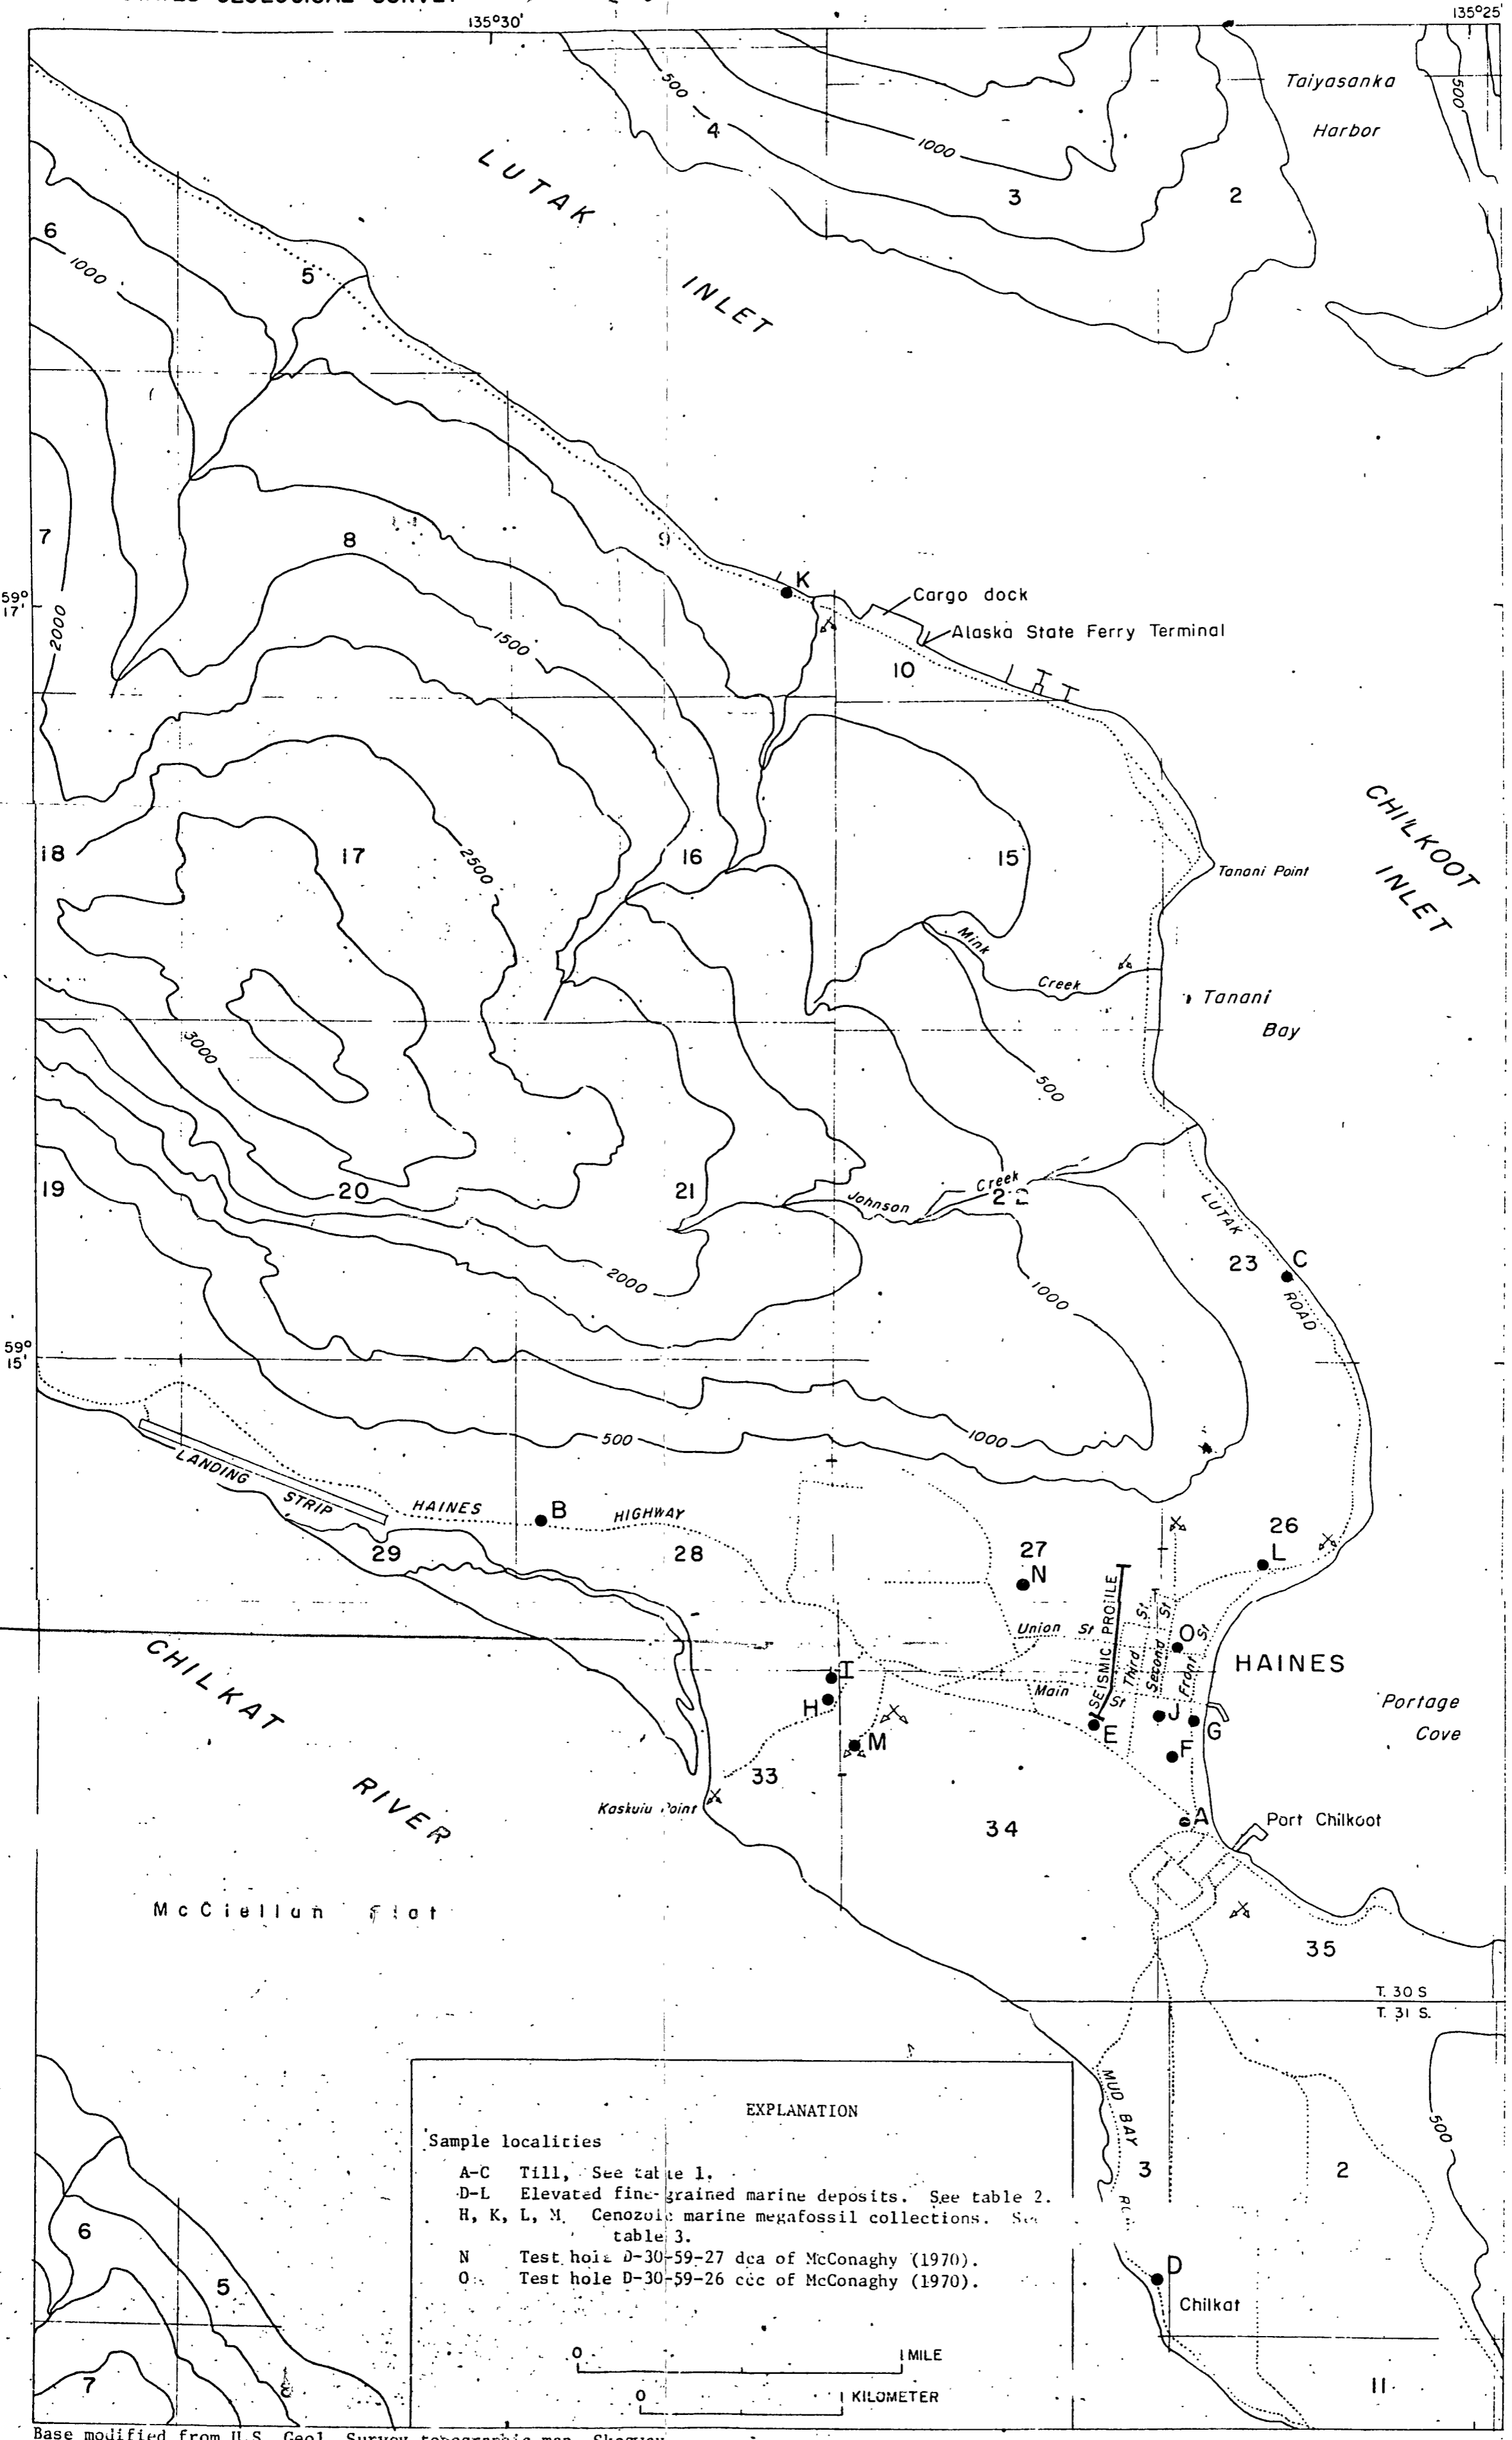 GEOLOGICAL SURVEY
135°30'
135°25'
Taiyasanka
Harbor
500
500
4
1000
3
2
LUTAK
INLET
6
1000
5
7
8
9
K
Cargo dock
Alaska State Ferry Terminal
59°
17'
2000
1500
10
CHILKOOT
INLET
18
17
2500
16
15
Tanani Point
Mink
Creek
Tanani
Bay
3000
500
19
20
21
Johnson
Creek
22
LUTAK
ROAD
23
C
2000
1000
59°
15'
500
1000
LANDING
STRIP
HAINES
HIGHWAY
B
29
28
27
N
26
L
SEISMIC PROFILE
Union St
Third
St
Second
St
Front
St
O
HAINES
Main
St
I
H
M
E
J
G
F
Portage
Cove
CHILKAT
RIVER
33
34
Kaskulu Point
A
Port Chilkoot
McClellan Flat
35
T. 30 S
T. 31 S.
MUD BAY
3
2
500
D
Chilkat
11
6
5
7
EXPLANATION
Sample localities
A-C Till, See table 1.
D-L Elevated fine-grained marine deposits. See table 2.
H, K, L, M. Cenozoic marine megafossil collections. See
table 3.
N Test hole D-30-59-27 dca of McConaghy (1970).
O Test hole D-30-59-26 ccc of McConaghy (1970).
0 1 MILE
0 1 KILOMETER
Base modified from U.S. Geol. Survey topographic map, Skagway